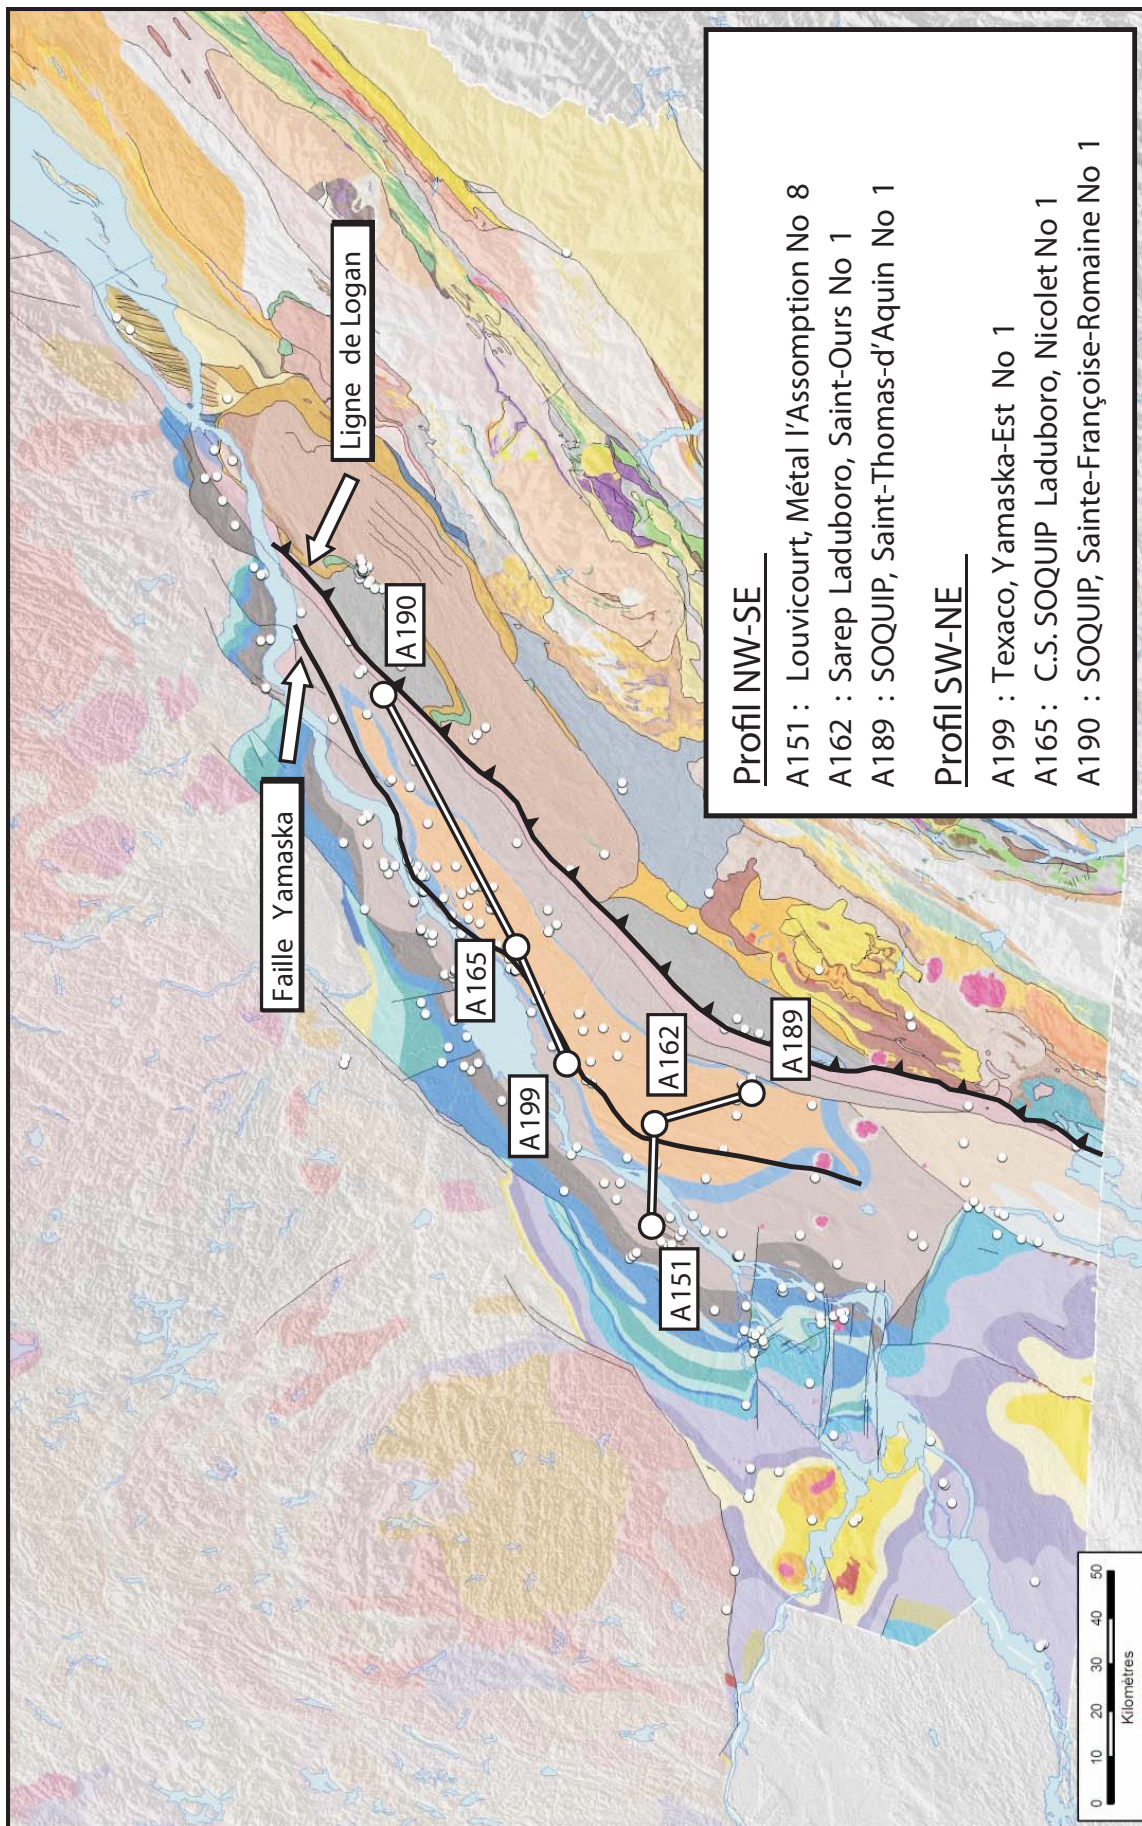 Ligne de Logan
Faille Yamaska
A190
A165
A199
A162
A189
A151
Profil NW-SE
A151 : Louvicourt, Métal l'Assomption No 8
A162 : Sarep Laduboro, Saint-Ours No 1
A189 : SOQUIP, Saint-Thomas-d'Aquin No 1
Profil SW-NE
A199 : Texaco, Yamaska-Est No 1
A165 : C.S. SOQUIP Laduboro, Nicolet No 1
A190 : SOQUIP, Sainte-Françoise-Romaine No 1
0 10 20 30 40 50
Kilomètres